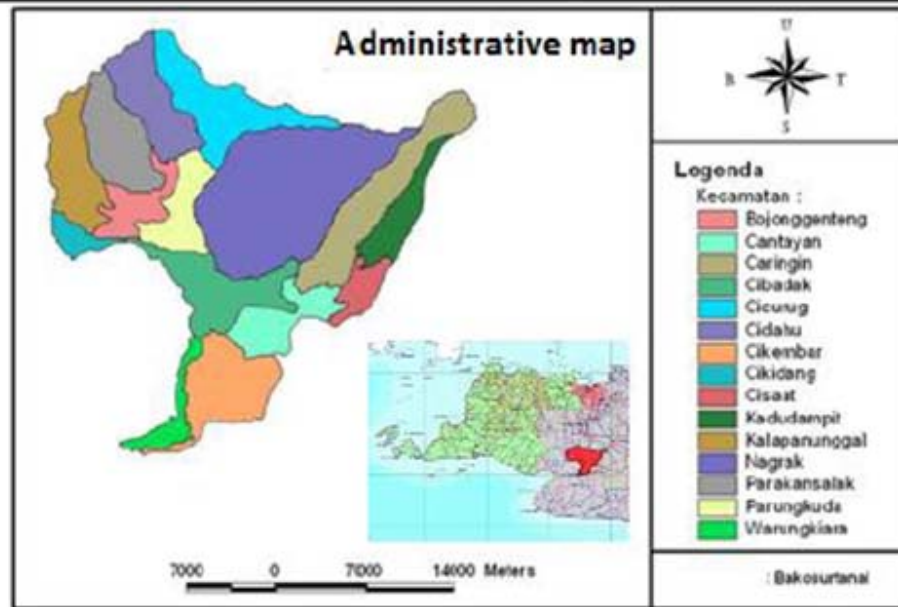 Administrative map
U
B T
S
Legenda
Kecamatan :
Bojonggenteng
Cantayan
Caringin
Cibadak
Cicurug
Cidahu
Cikembar
Cikidang
Cisaat
Kadudampit
Kalapanunggal
Nagrak
Parakansalak
Parungkuda
Warungkiara
7000 0 7000 14000 Meters
: Bakosurtanal